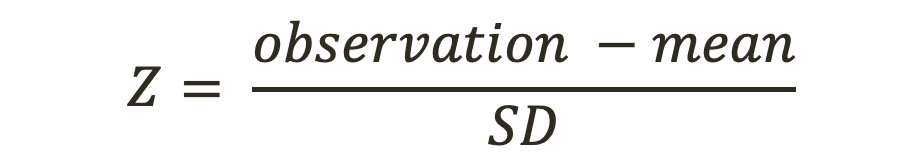 Z = observation − mean
SD